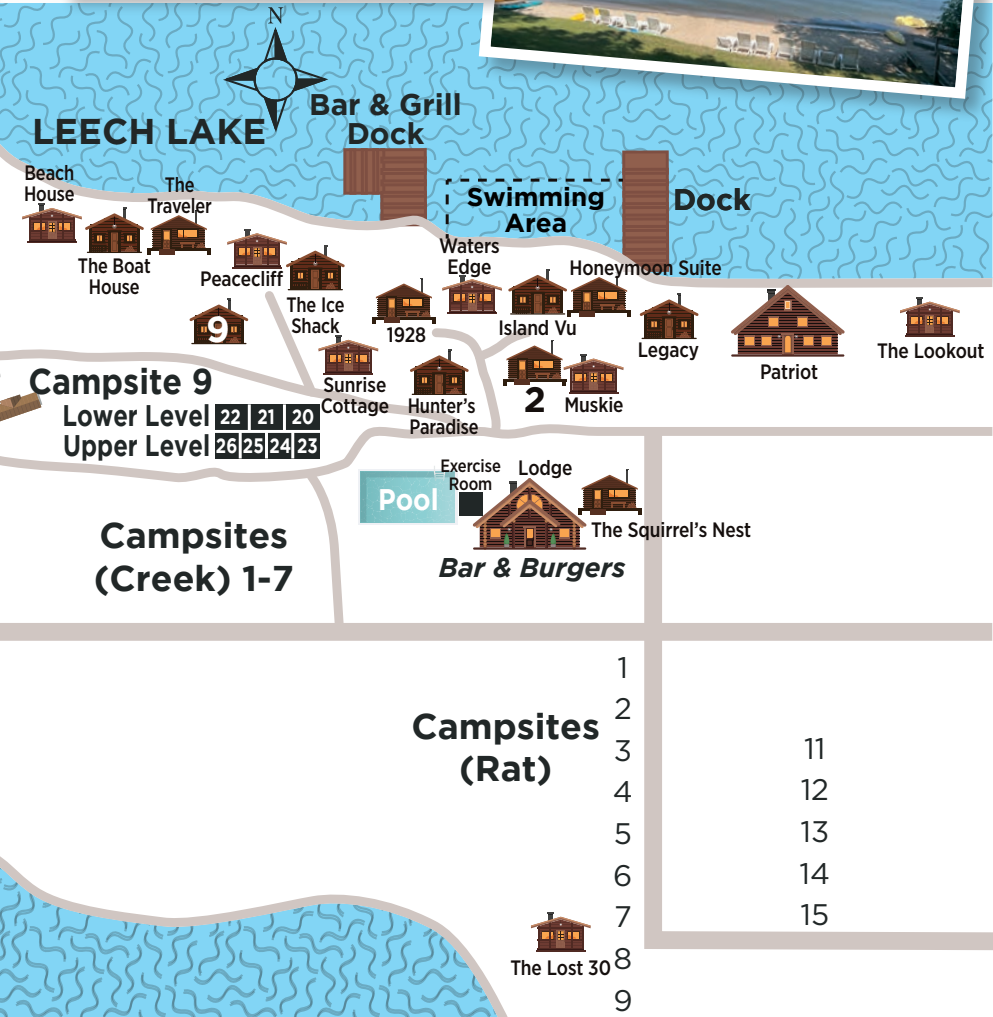 N
Bar & Grill
Dock
LEECH LAKE
Beach
House
The
Traveler
Swimming
Area
Dock
The Boat
House
Peacecliff
Waters
Edge
Honeymoon Suite
The Ice
Shack
9
1928
Island Vu
Legacy
Patriot
The Lookout
Sunrise
Cottage
Hunter's
Paradise
2
Muskie
Campsite 9
Lower Level 22 21 20
Upper Level 26 25 24 23
Pool
Exercise
Room
Lodge
The Squirrel's Nest
Bar & Burgers
Campsites
(Creek) 1-7
Campsites
(Rat)
1
2
3
4
5
6
7
8
9
11
12
13
14
15
The Lost 30